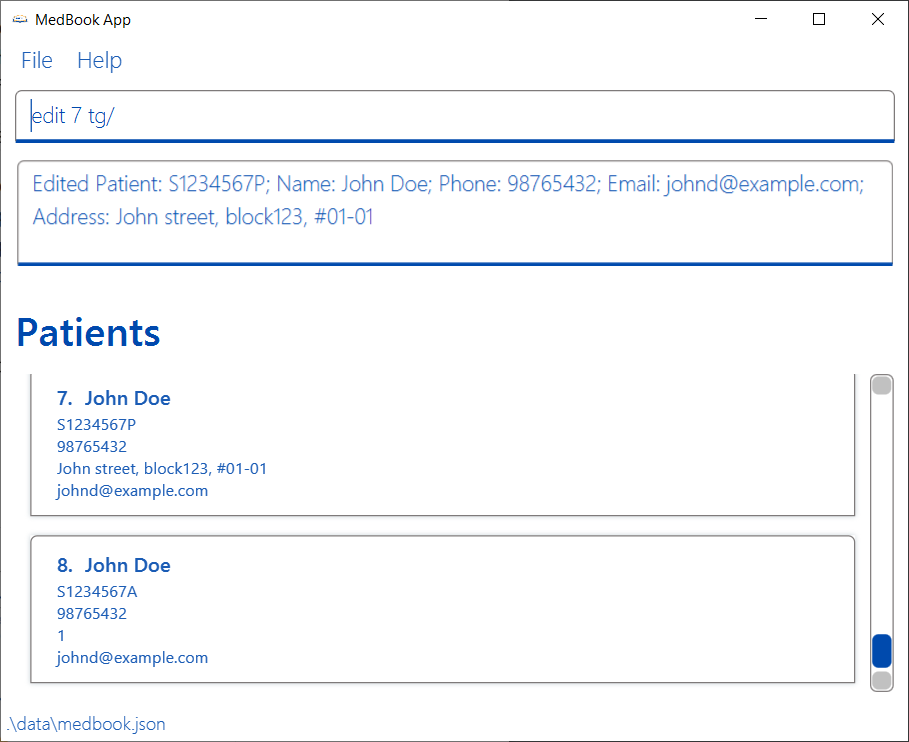 MedBook App
File Help
edit 7 tg/
Edited Patient: S1234567P; Name: John Doe; Phone: 98765432; Email: johnd@example.com;
Address: John street, block123, #01-01
Patients
7. John Doe
S1234567P
98765432
John street, block123, #01-01
johnd@example.com
8. John Doe
S1234567A
98765432
1
johnd@example.com
.\data\medbook.json